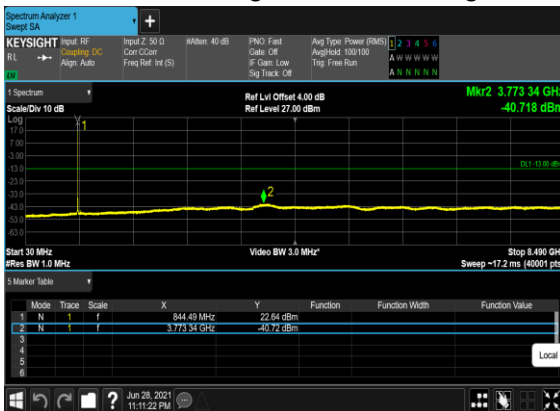 Spectrum Analyzer 1
Swept SA
KEYSIGHT
RL
LV
Input: RF
Coupling: DC
Align: Auto
Input Z: 50 Ω
Corr CCorr
Freq Ref: Int (S)
#Atten: 40 dB
PNO: Fast
Gate: Off
IF Gain: Low
Sig Track: Off
Avg Type: Power (RMS)
Avg|Hold: 100/100
Trig: Free Run
1 2 3 4 5 6
A W W W W W
A N N N N N
1 Spectrum
Scale/Div 10 dB
Ref Lvl Offset 4.00 dB
Ref Level 27.00 dBm
Mkr2 3.773 34 GHz
-40.718 dBm
Log
17.0
7.00
-3.00
-13.0
-23.0
-33.0
-43.0
-53.0
-63.0
1
2
DL1 -13.00 dBm
Start 30 MHz
#Res BW 1.0 MHz
Video BW 3.0 MHz*
Stop 8.490 GHz
Sweep ~17.2 ms (40001 pts)
5 Marker Table
Mode Trace Scale X Y Function Function Width Function Value
1 N 1 f 844.49 MHz 22.64 dBm
2 N 1 f 3.773 34 GHz -40.72 dBm
3
4
5
6
Local
?
Jun 28, 2021
11:11:22 PM